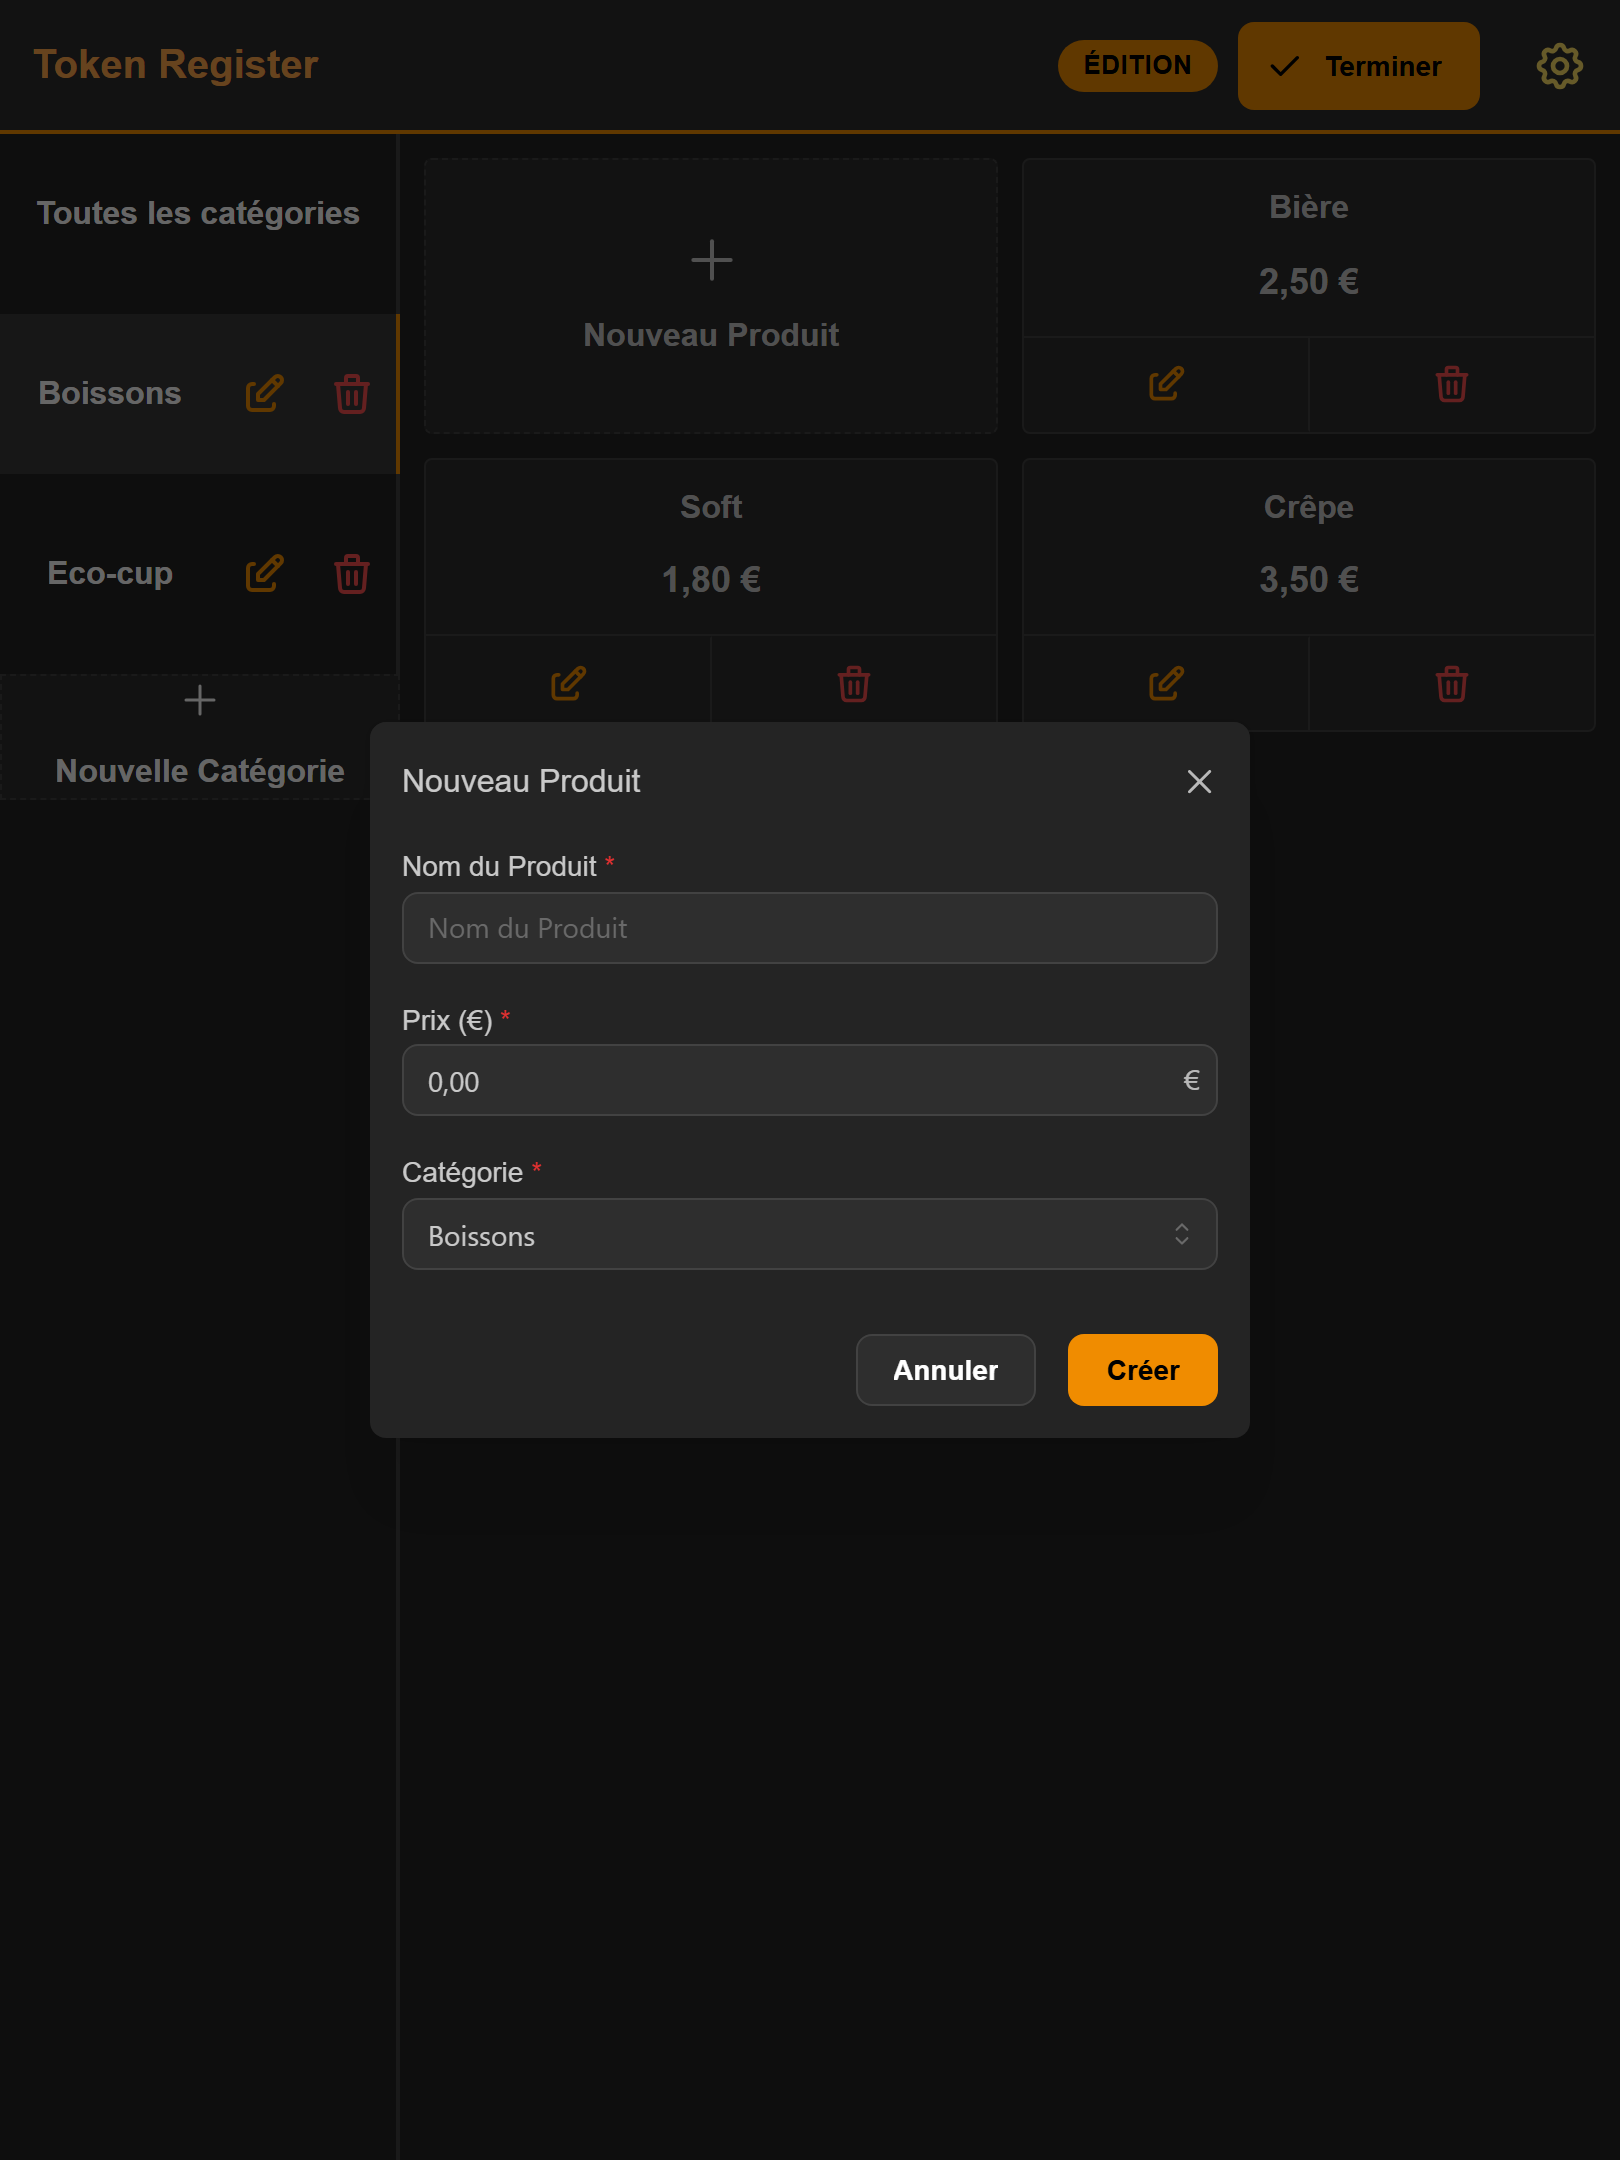 Token Register
ÉDITION
Terminer
Toutes les catégories
Boissons
Eco-cup
Nouvelle Catégorie
Nouveau Produit
Bière
2,50 €
Soft
1,80 €
Crêpe
3,50 €
Nouveau Produit
Nom du Produit *
Nom du Produit
Prix (€) *
0,00 €
Catégorie *
Boissons
Annuler
Créer